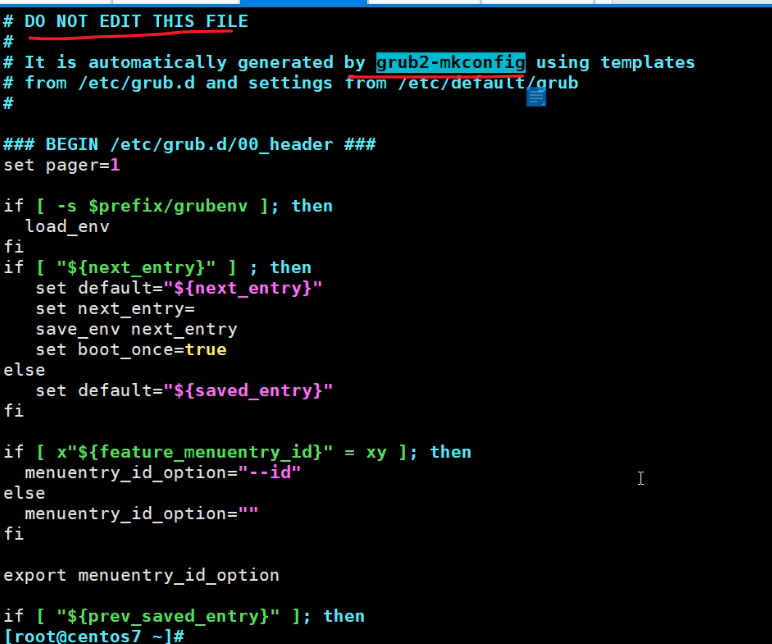 # DO NOT EDIT THIS FILE
#
# It is automatically generated by grub2-mkconfig using templates
# from /etc/grub.d and settings from /etc/default/grub
#

### BEGIN /etc/grub.d/00_header ###
set pager=1

if [ -s $prefix/grubenv ]; then
  load_env
fi
if [ "${next_entry}" ] ; then
   set default="${next_entry}"
   set next_entry=
   save_env next_entry
   set boot_once=true
else
   set default="${saved_entry}"
fi

if [ x"${feature_menuentry_id}" = xy ]; then
  menuentry_id_option="--id"
else
  menuentry_id_option=""
fi

export menuentry_id_option

if [ "${prev_saved_entry}" ]; then
[root@centos7 ~]#